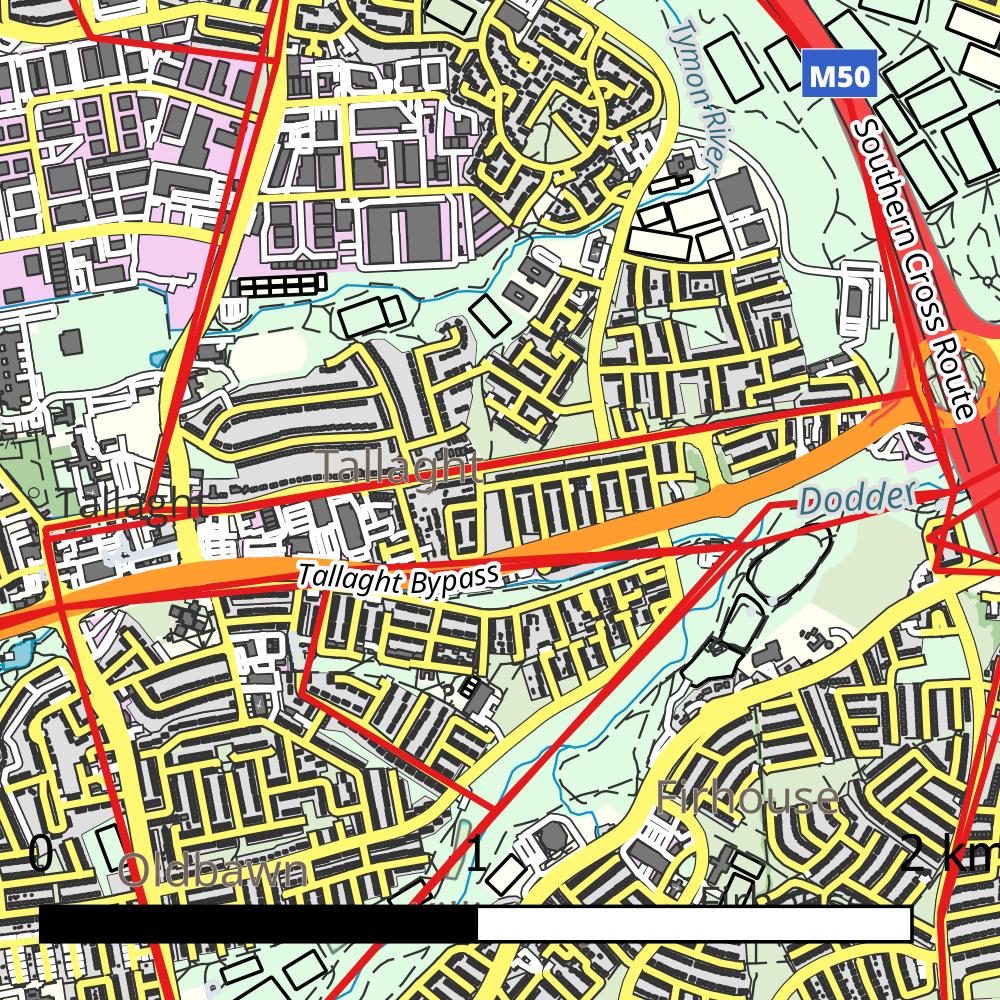 Tymon River
M50
Southern Cross Route
Tallaght
Tallaght
Dodder
Tallaght Bypass
Firhouse
0
1
2 km
Oldbawn